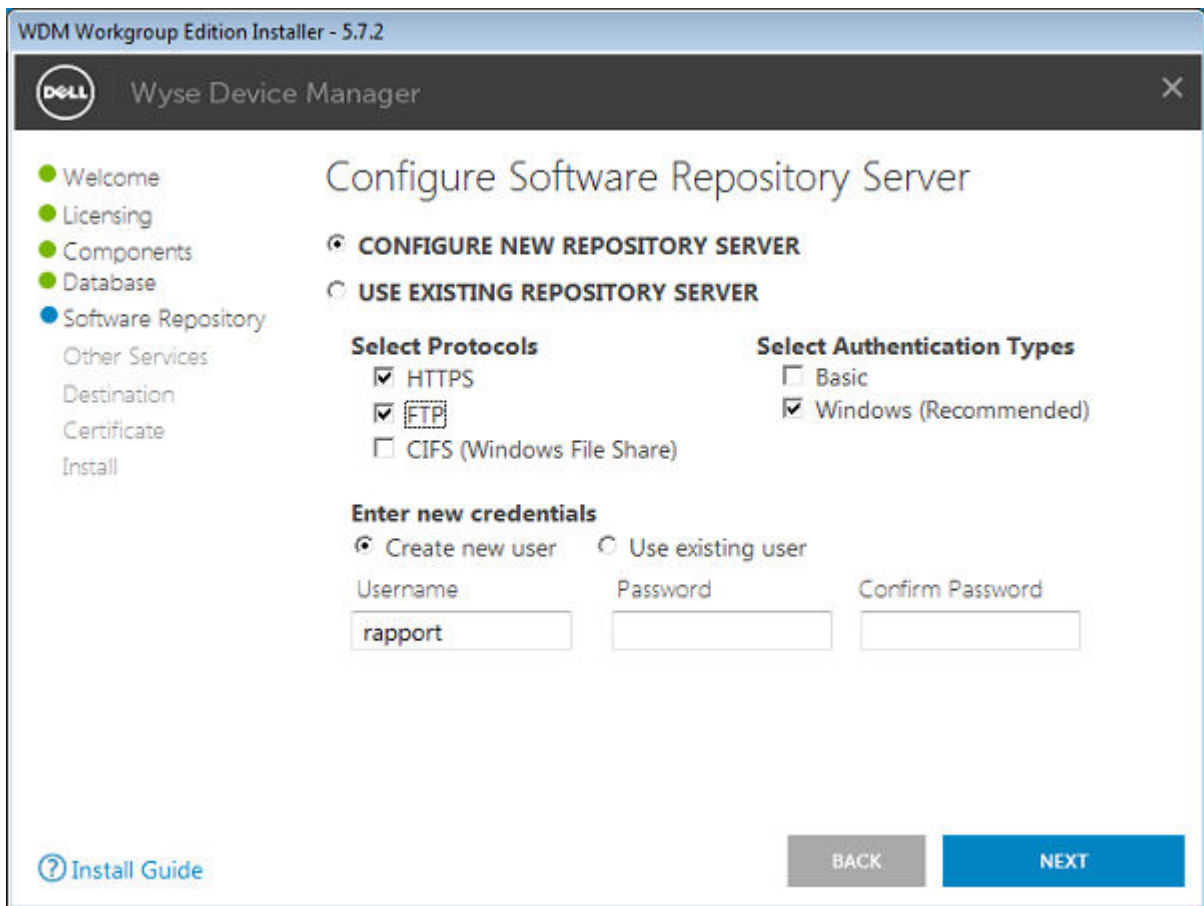 WDM Workgroup Edition Installer - 5.7.2
DELL Wyse Device Manager
Welcome
Licensing
Components
Database
Software Repository
Other Services
Destination
Certificate
Install
Configure Software Repository Server
CONFIGURE NEW REPOSITORY SERVER
USE EXISTING REPOSITORY SERVER
Select Protocols
HTTPS
FTP
CIFS (Windows File Share)
Select Authentication Types
Basic
Windows (Recommended)
Enter new credentials
Create new user Use existing user
Username Password Confirm Password
rapport
? Install Guide
BACK NEXT